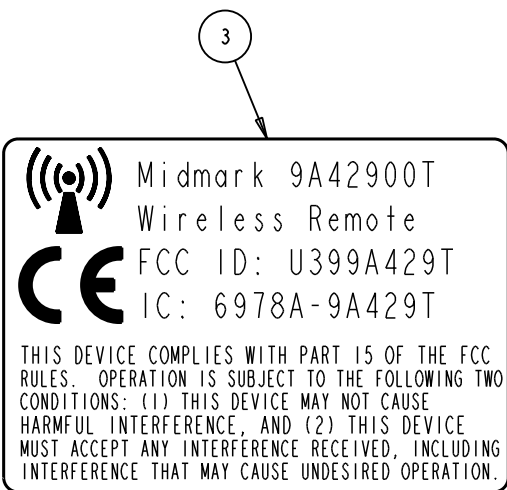 3
Midmark 9A42900T
Wireless Remote
CE
FCC ID: U399A429T
IC: 6978A-9A429T
THIS DEVICE COMPLIES WITH PART 15 OF THE FCC
RULES. OPERATION IS SUBJECT TO THE FOLLOWING TWO
CONDITIONS: (1) THIS DEVICE MAY NOT CAUSE
HARMFUL INTERFERENCE, AND (2) THIS DEVICE
MUST ACCEPT ANY INTERFERENCE RECEIVED, INCLUDING
INTERFERENCE THAT MAY CAUSE UNDESIRED OPERATION.